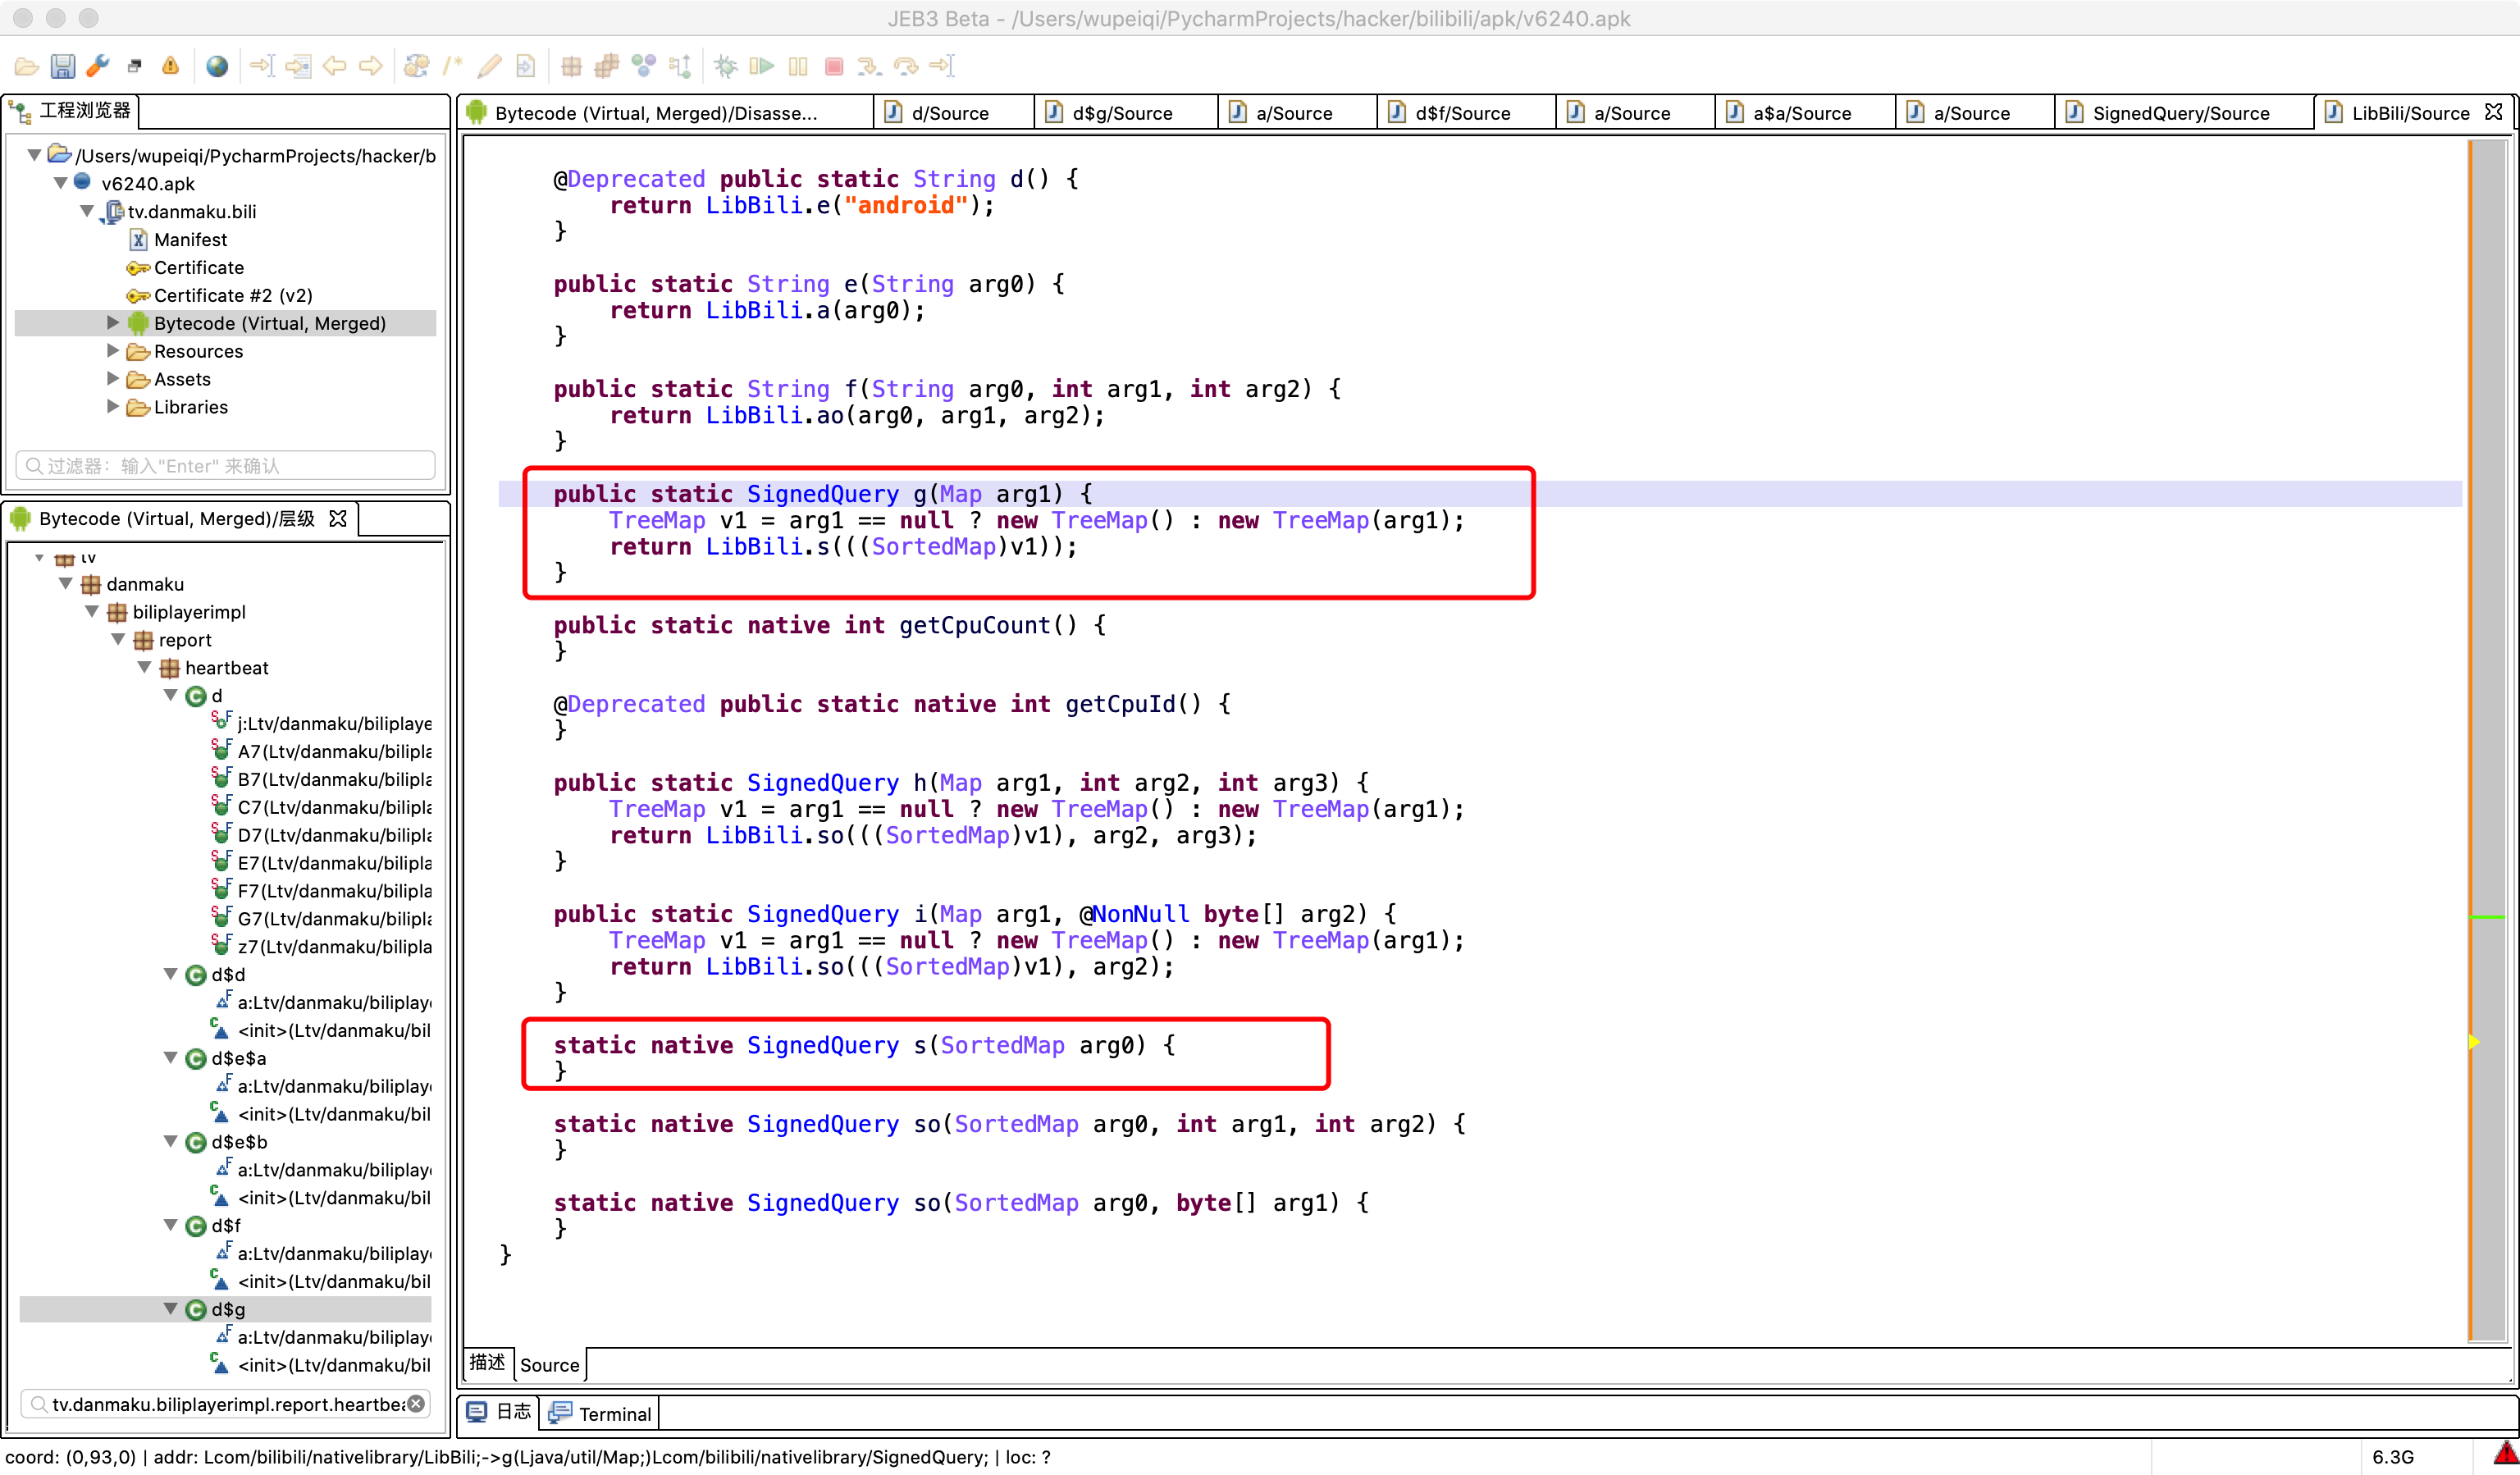 JEB3 Beta - /Users/wupeiqi/PycharmProjects/hacker/bilibili/apk/v6240.apk
工程浏览器
/Users/wupeiqi/PycharmProjects/hacker/b
v6240.apk
tv.danmaku.bili
Manifest
Certificate
Certificate #2 (v2)
Bytecode (Virtual, Merged)
Resources
Assets
Libraries
过滤器：输入"Enter" 来确认
Bytecode (Virtual, Merged)/层级
tv
danmaku
biliplayerimpl
report
heartbeat
d
j:Ltv/danmaku/biliplaye
A7(Ltv/danmaku/bilipla
B7(Ltv/danmaku/bilipla
C7(Ltv/danmaku/bilipla
D7(Ltv/danmaku/bilipla
E7(Ltv/danmaku/bilipla
F7(Ltv/danmaku/bilipla
G7(Ltv/danmaku/bilipla
z7(Ltv/danmaku/bilipla
d$d
a:Ltv/danmaku/biliplay
<init>(Ltv/danmaku/bil
d$e$a
a:Ltv/danmaku/biliplay
<init>(Ltv/danmaku/bil
d$e$b
a:Ltv/danmaku/biliplay
<init>(Ltv/danmaku/bil
d$f
a:Ltv/danmaku/biliplay
<init>(Ltv/danmaku/bil
d$g
a:Ltv/danmaku/biliplay
<init>(Ltv/danmaku/bil
tv.danmaku.biliplayerimpl.report.heartbea
Bytecode (Virtual, Merged)/Disasse... d/Source d$g/Source a/Source d$f/Source a/Source a$a/Source a/Source SignedQuery/Source LibBili/Source
@Deprecated public static String d() {
return LibBili.e("android");
}
public static String e(String arg0) {
return LibBili.a(arg0);
}
public static String f(String arg0, int arg1, int arg2) {
return LibBili.ao(arg0, arg1, arg2);
}
public static SignedQuery g(Map arg1) {
TreeMap v1 = arg1 == null ? new TreeMap() : new TreeMap(arg1);
return LibBili.s(((SortedMap)v1));
}
public static native int getCpuCount() {
}
@Deprecated public static native int getCpuId() {
}
public static SignedQuery h(Map arg1, int arg2, int arg3) {
TreeMap v1 = arg1 == null ? new TreeMap() : new TreeMap(arg1);
return LibBili.so(((SortedMap)v1), arg2, arg3);
}
public static SignedQuery i(Map arg1, @NonNull byte[] arg2) {
TreeMap v1 = arg1 == null ? new TreeMap() : new TreeMap(arg1);
return LibBili.so(((SortedMap)v1), arg2);
}
static native SignedQuery s(SortedMap arg0) {
}
static native SignedQuery so(SortedMap arg0, int arg1, int arg2) {
}
static native SignedQuery so(SortedMap arg0, byte[] arg1) {
}
}
描述 Source
日志 Terminal
coord: (0,93,0) | addr: Lcom/bilibili/nativelibrary/LibBili;->g(Ljava/util/Map;)Lcom/bilibili/nativelibrary/SignedQuery; | loc: ?
6.3G